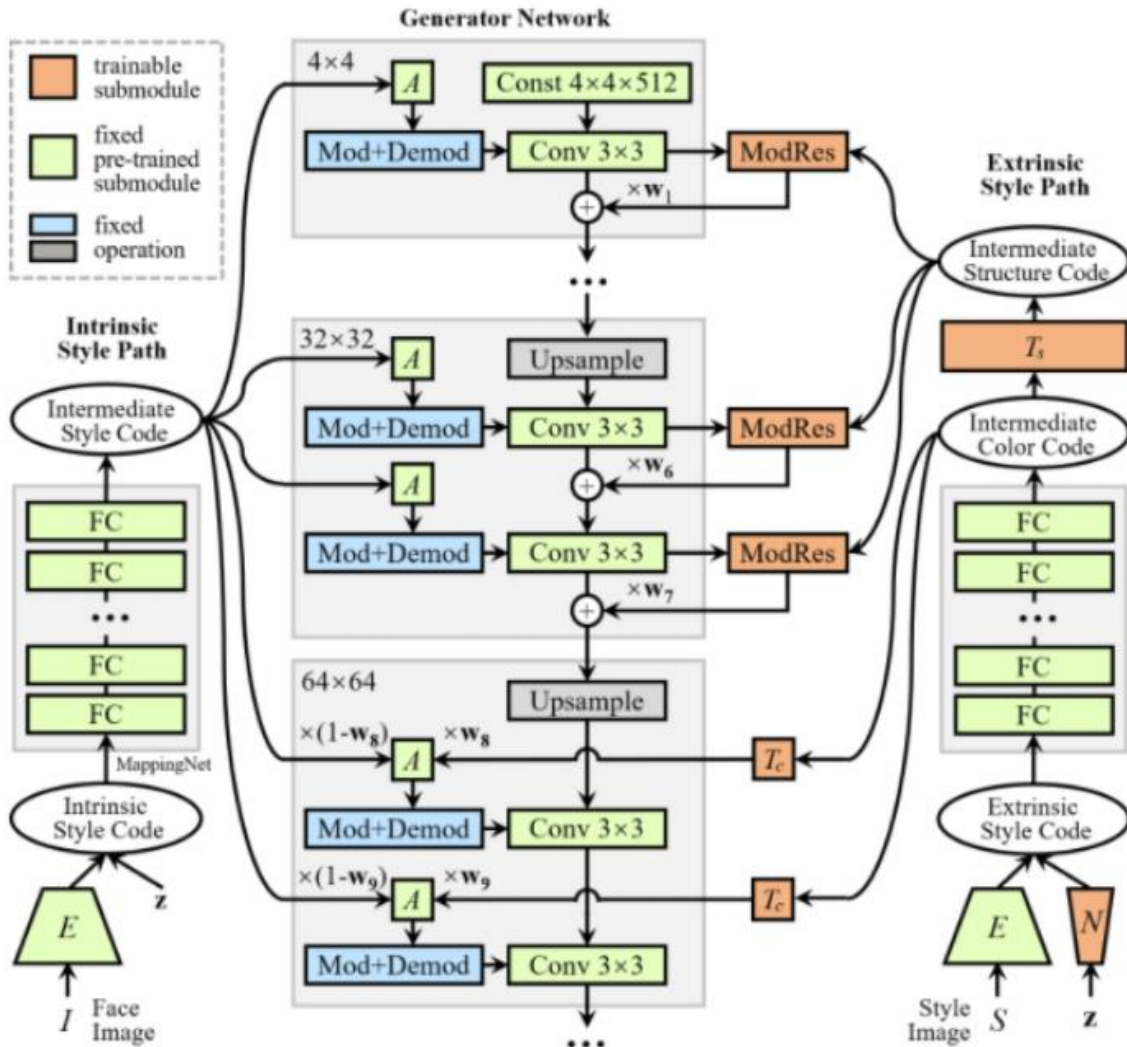 Generator Network
trainable
submodule
fixed
pre-trained
submodule
fixed
operation
4×4
A
Const 4×4×512
Mod+Demod
Conv 3×3
ModRes
×w₁
+
...
Extrinsic
Style Path
Intermediate
Structure Code
Tₛ
Intermediate
Color Code
Intrinsic
Style Path
Intermediate
Style Code
32×32
A
Upsample
Mod+Demod
Conv 3×3
ModRes
×w₆
+
A
Mod+Demod
Conv 3×3
ModRes
×w₇
+
FC
FC
...
FC
FC
MappingNet
Intrinsic
Style Code
z
E
I
Face
Image
64×64
Upsample
×(1-w₈)
A
×w₈
T_c
Mod+Demod
Conv 3×3
×(1-w₉)
A
×w₉
T_c
Mod+Demod
Conv 3×3
...
FC
FC
...
FC
FC
Extrinsic
Style Code
E
N
Style
Image
S
z